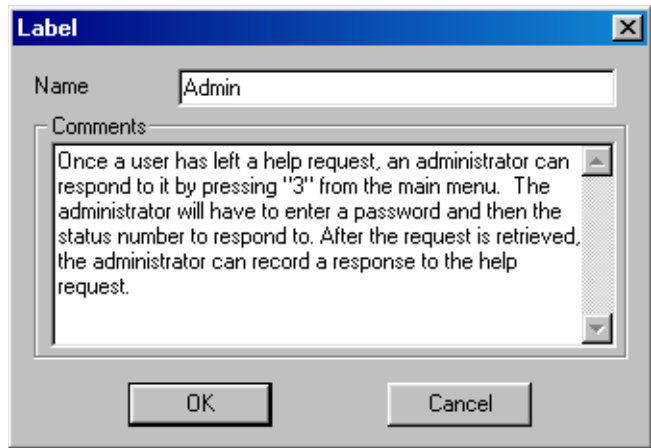 Label
Name
Admin
Comments
Once a user has left a help request, an administrator can
respond to it by pressing "3" from the main menu.  The
administrator will have to enter a password and then the
status number to respond to. After the request is retrieved,
the administrator can record a response to the help
request.
OK
Cancel